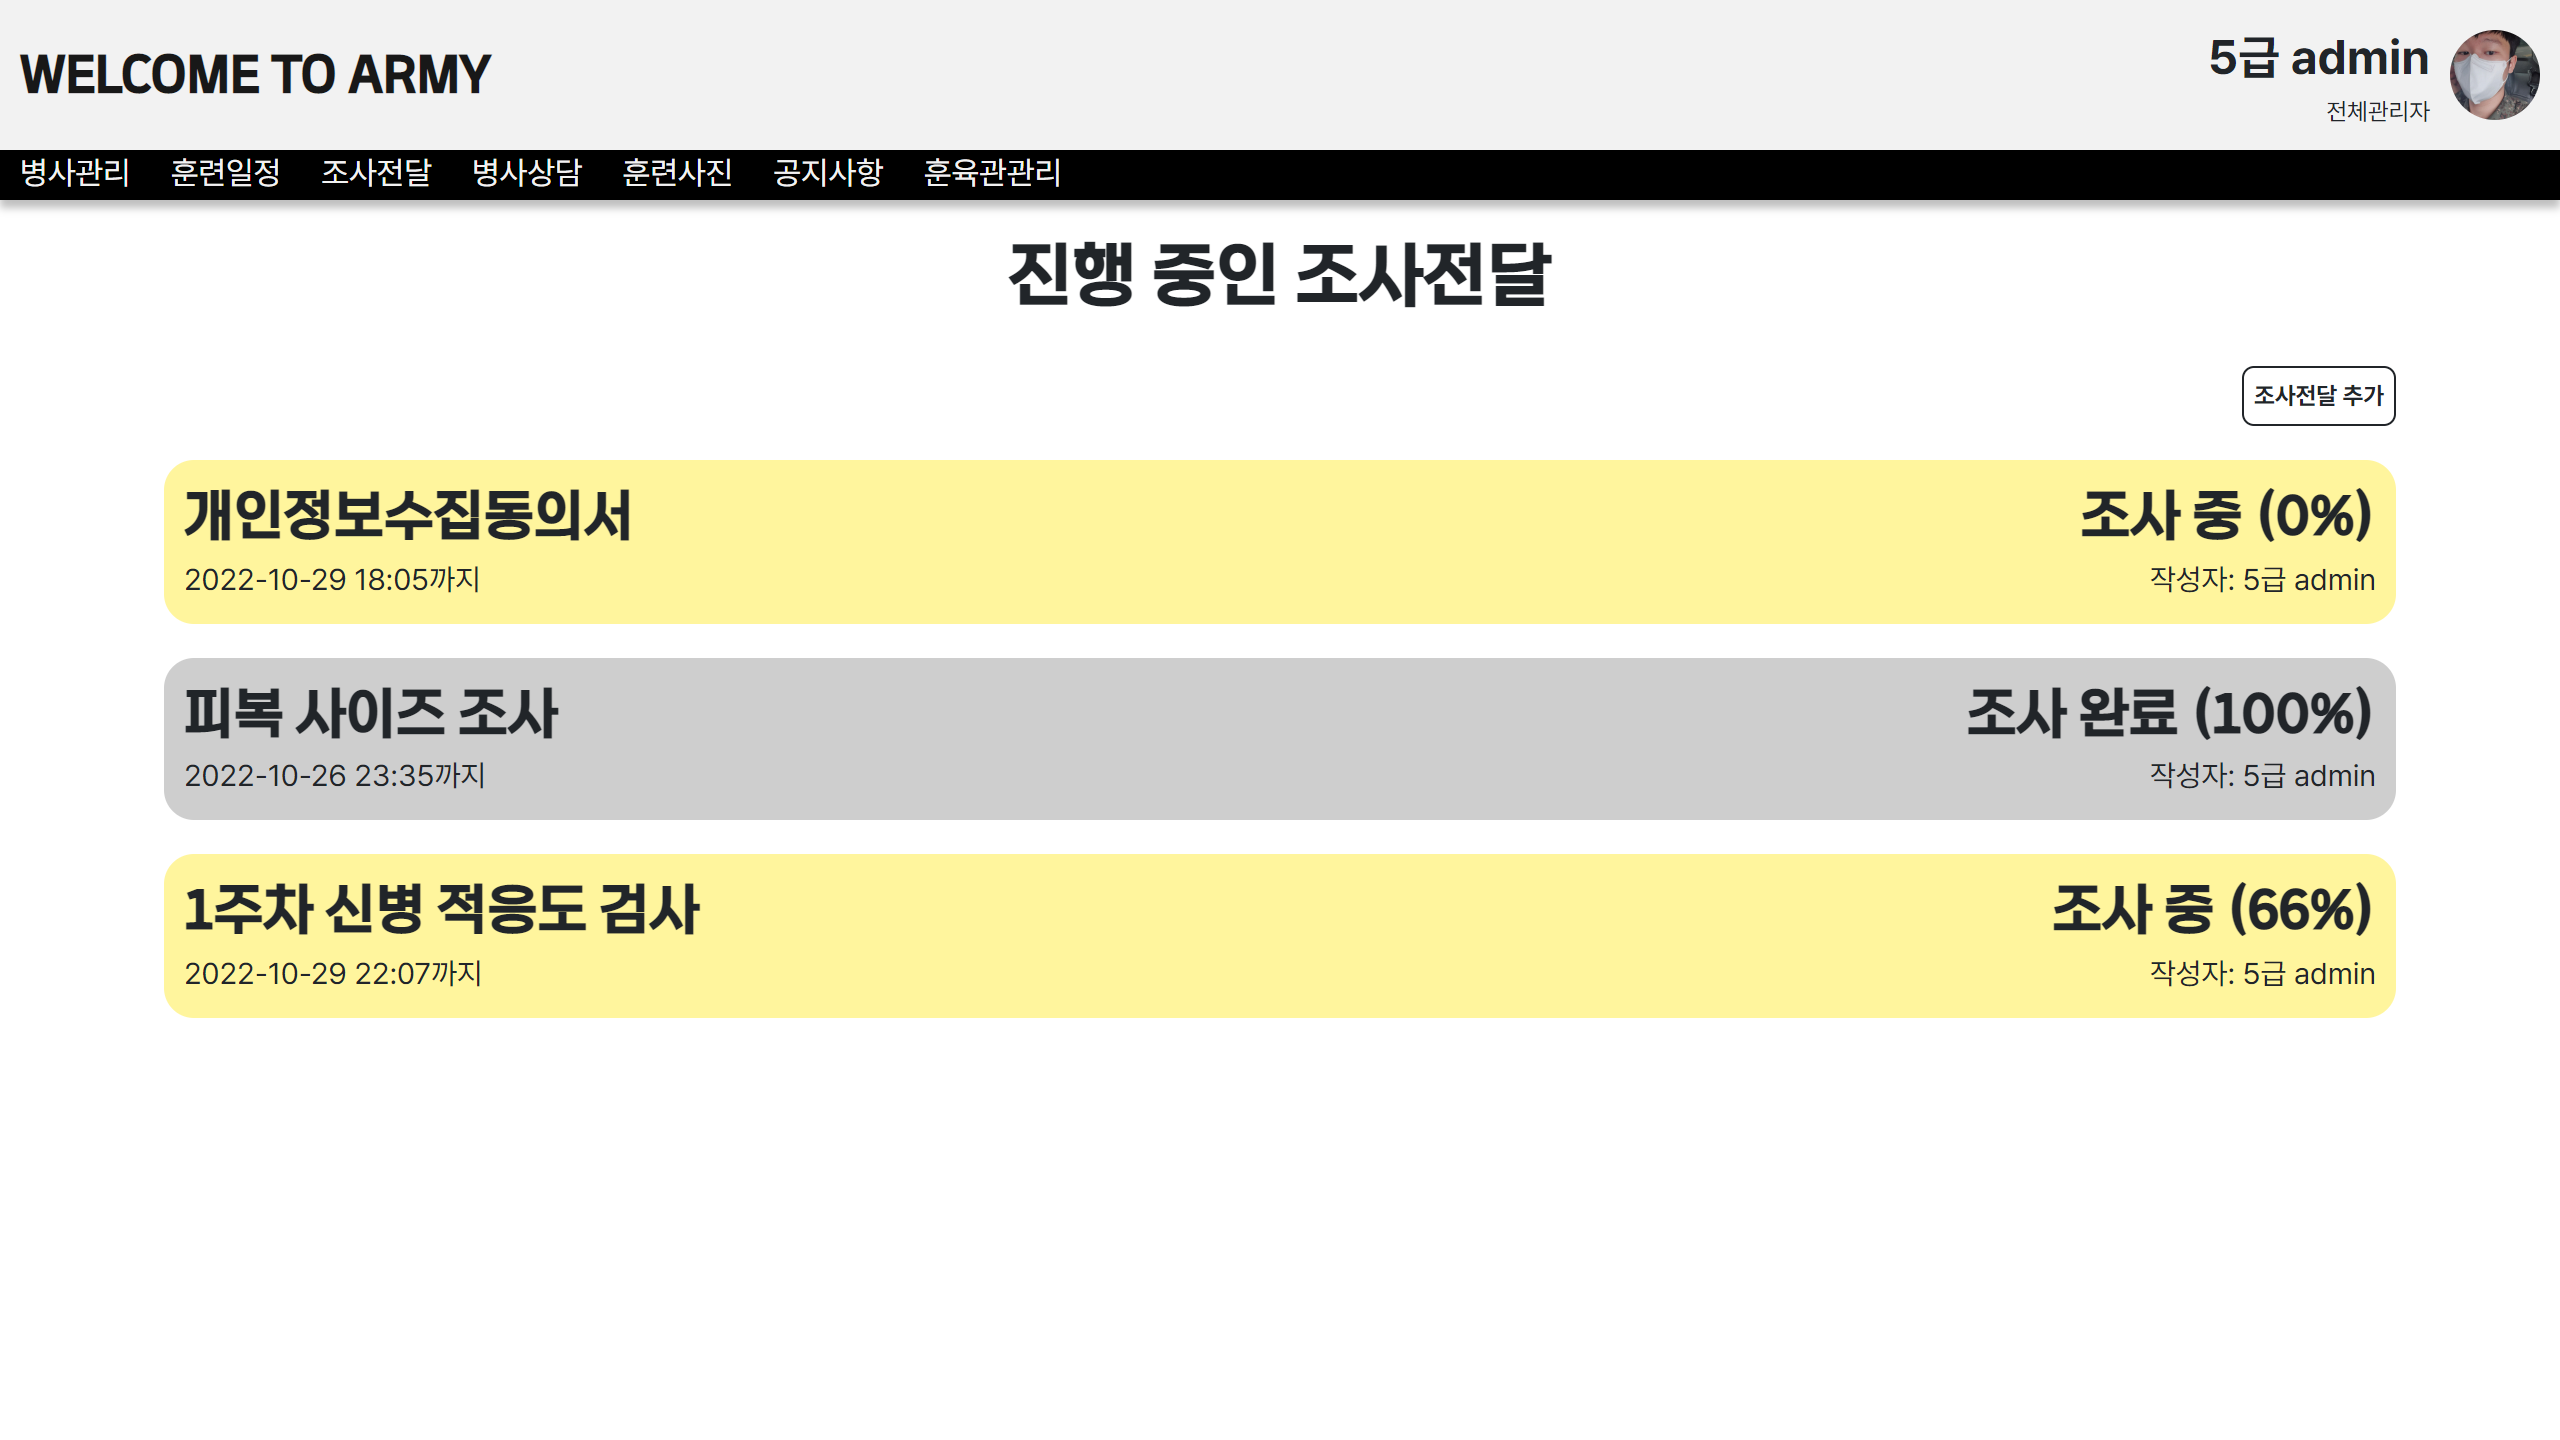 WELCOME TO ARMY
5급 admin
전체관리자
병사관리 훈련일정 조사전달 병사상담 훈련사진 공지사항 훈육관관리
진행 중인 조사전달
조사전달 추가
개인정보수집동의서 조사 중 (0%)
2022-10-29 18:05까지 작성자: 5급 admin
피복 사이즈 조사 조사 완료 (100%)
2022-10-26 23:35까지 작성자: 5급 admin
1주차 신병 적응도 검사 조사 중 (66%)
2022-10-29 22:07까지 작성자: 5급 admin